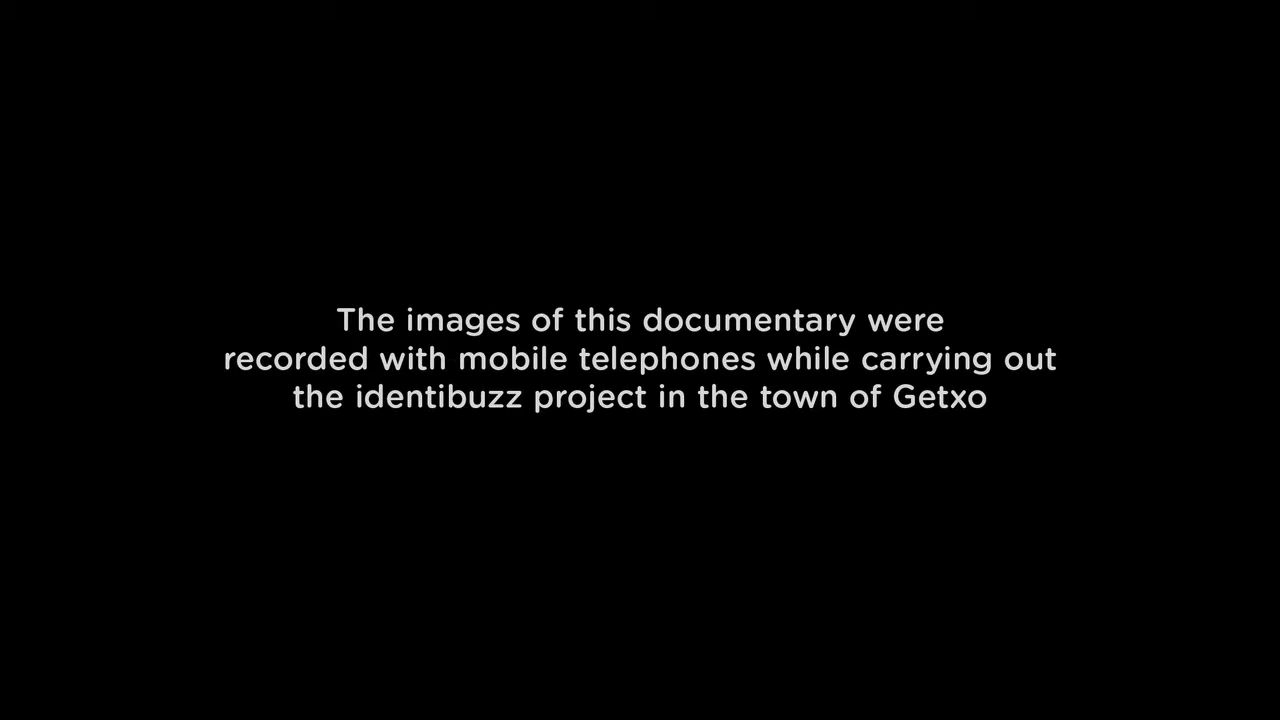 The images of this documentary were
recorded with mobile telephones while carrying out
the identibuzz project in the town of Getxo